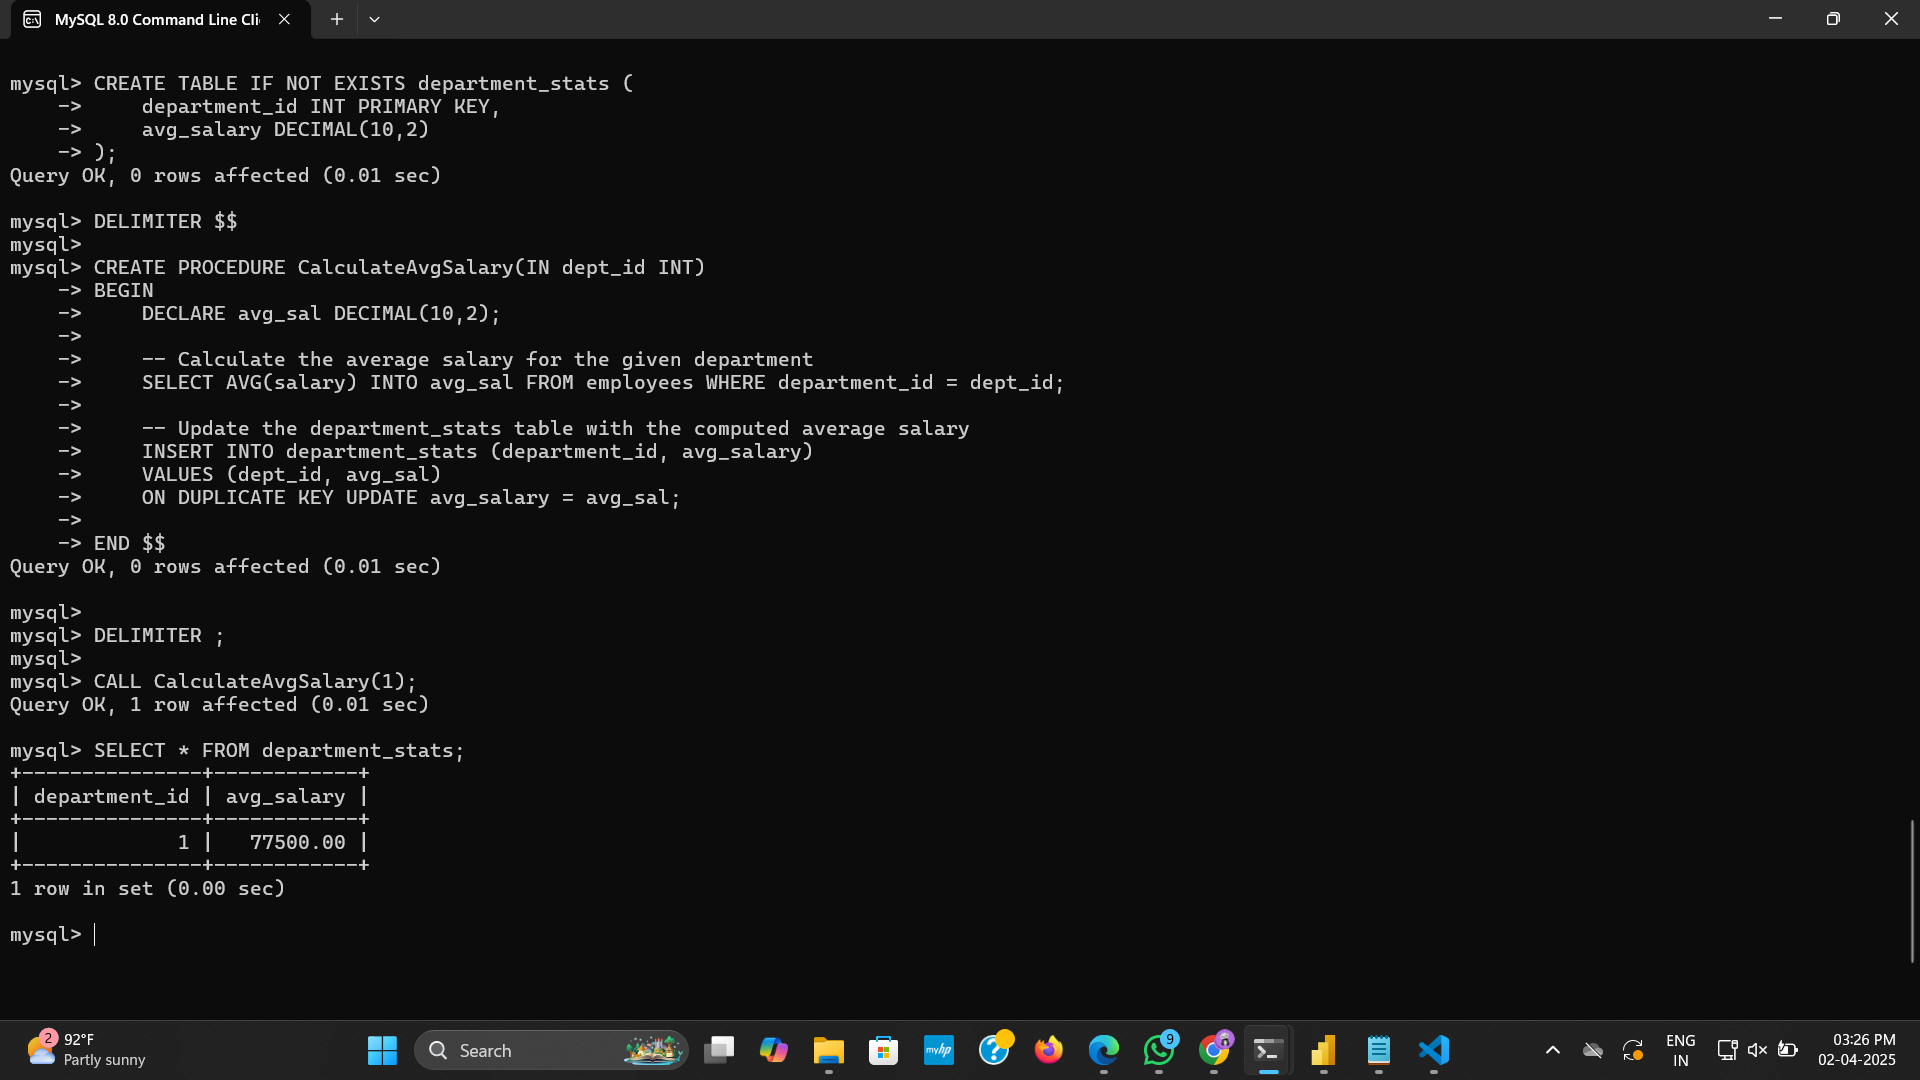 MySQL 8.0 Command Line Cli
mysql> CREATE TABLE IF NOT EXISTS department_stats (
    ->     department_id INT PRIMARY KEY,
    ->     avg_salary DECIMAL(10,2)
    -> );
Query OK, 0 rows affected (0.01 sec)
mysql> DELIMITER $$
mysql>
mysql> CREATE PROCEDURE CalculateAvgSalary(IN dept_id INT)
    -> BEGIN
    ->     DECLARE avg_sal DECIMAL(10,2);
    ->
    ->     -- Calculate the average salary for the given department
    ->     SELECT AVG(salary) INTO avg_sal FROM employees WHERE department_id = dept_id;
    ->
    ->     -- Update the department_stats table with the computed average salary
    ->     INSERT INTO department_stats (department_id, avg_salary)
    ->     VALUES (dept_id, avg_sal)
    ->     ON DUPLICATE KEY UPDATE avg_salary = avg_sal;
    ->
    -> END $$
Query OK, 0 rows affected (0.01 sec)
mysql>
mysql> DELIMITER ;
mysql>
mysql> CALL CalculateAvgSalary(1);
Query OK, 1 row affected (0.01 sec)
mysql> SELECT * FROM department_stats;
+---------------+------------+
| department_id | avg_salary |
+---------------+------------+
|             1 |   77500.00 |
+---------------+------------+
1 row in set (0.00 sec)
mysql>
2
92°F
Partly sunny
Search
myhp
9
ENG
IN
03:26 PM
02-04-2025